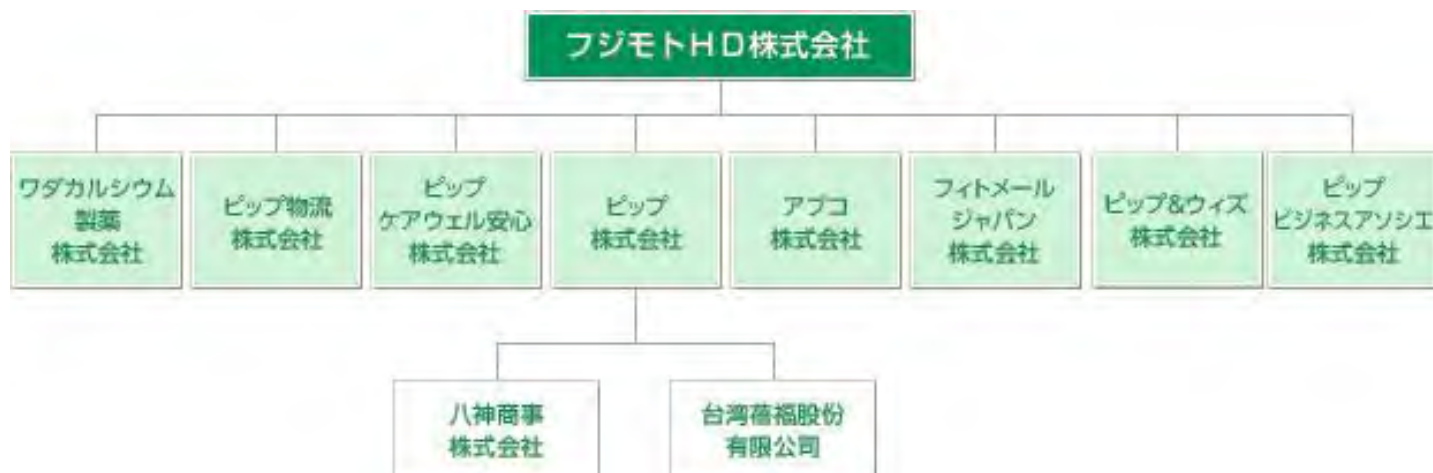 フジモトHD株式会社
ワダカルシウム
製薬
株式会社
ピップ物流
株式会社
ピップ
ケアウェル安心
株式会社
ピップ
株式会社
アブコ
株式会社
フィトメール
ジャパン
株式会社
ピップ&ウィズ
株式会社
ピップ
ビジネスアソシエ
株式会社
八神商事
株式会社
台湾蓓福股份
有限公司